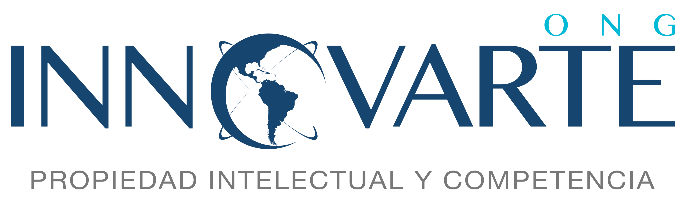 ONG
INNOVARTE
PROPIEDAD INTELECTUAL Y COMPETENCIA